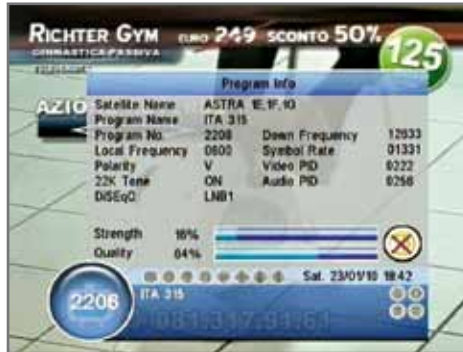 RICHTER GYM EURO 249 SCONTO 50%
GINNASTICA PASSIVA
125
AZIO
Program Info
Satellite Name ASTRA 1E,1F,1G
Program Name ITA 315
Program No. 2206 Down Frequency 12633
Local Frequency 0600 Symbol Rate 01331
Polarity V Video PID 0222
22K Tone ON Audio PID 0256
DiSEqC LNB1
Strength 16%
Quality 64%
Sat. 23/01/10 18:42
2206 ITA 315
081.317.91.61